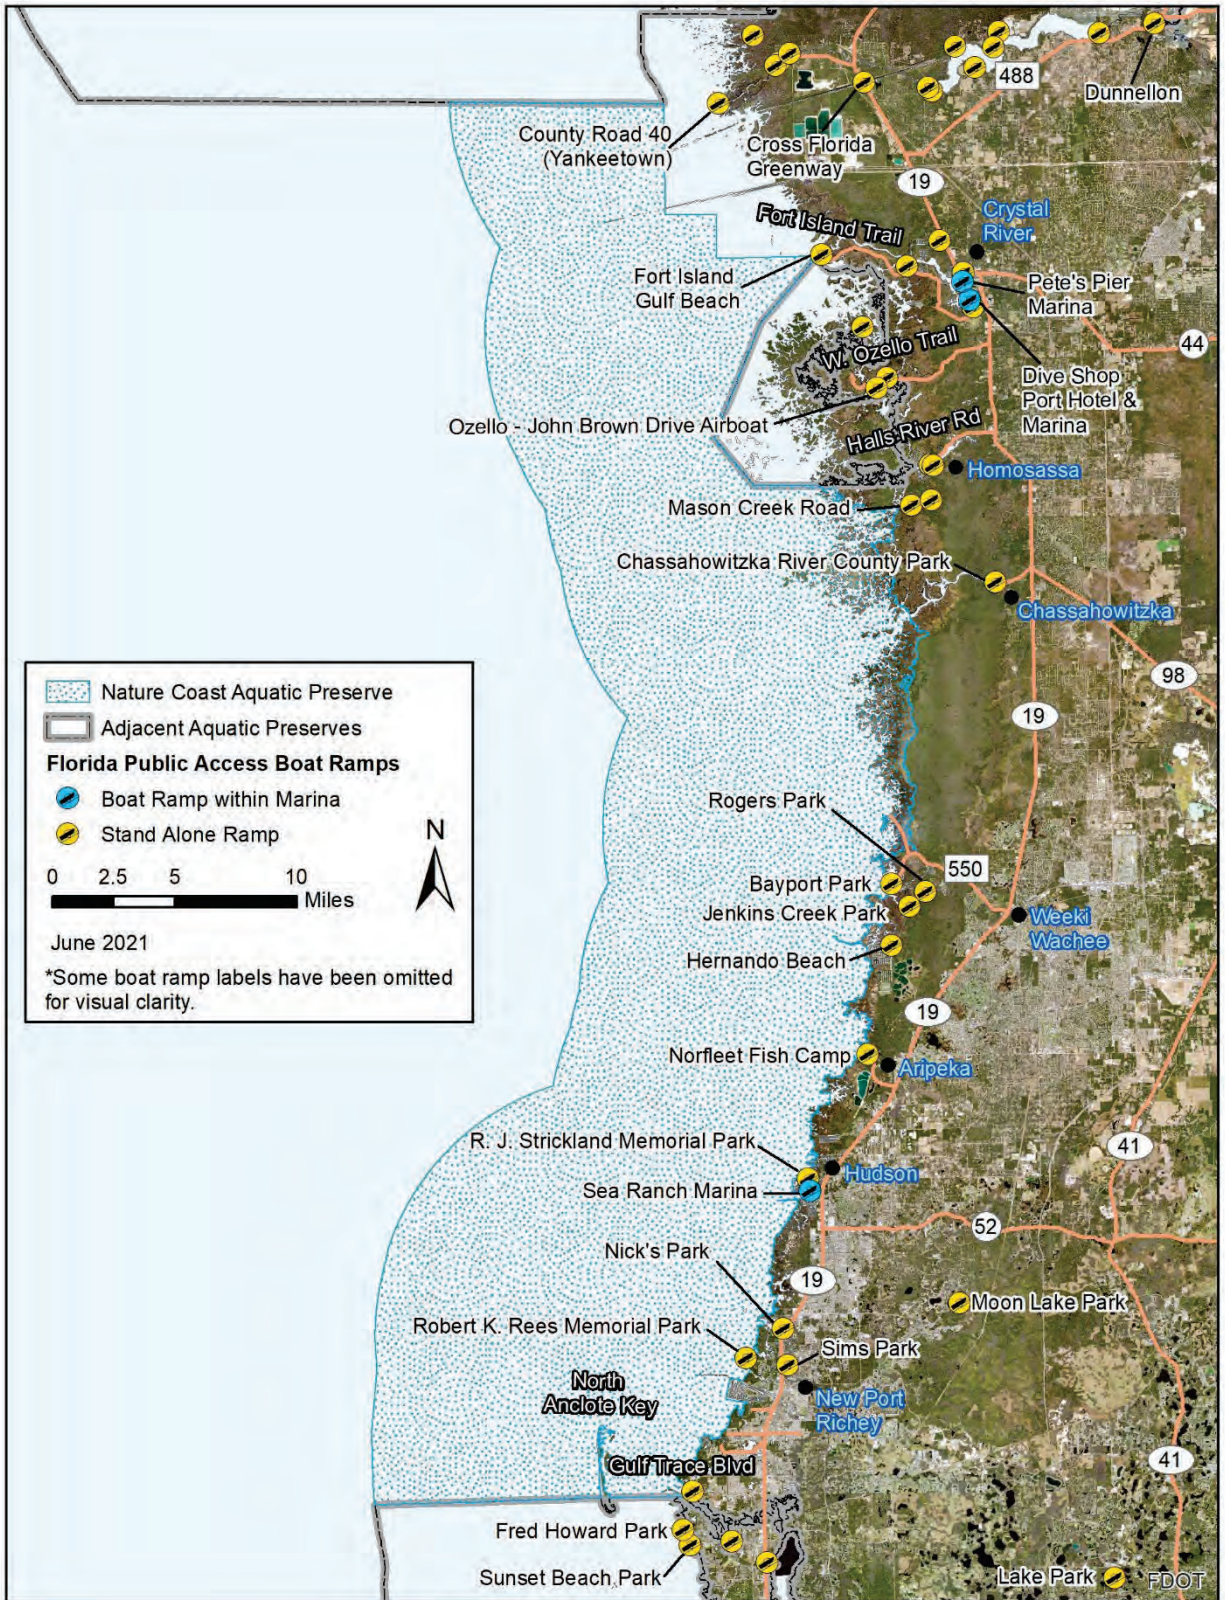 488
Dunnellon
County Road 40
(Yankeetown)
Cross Florida
Greenway
19
Crystal
River
Fort Island Trail
Fort Island
Gulf Beach
Pete's Pier
Marina
44
W. Ozello Trail
Dive Shop
Port Hotel &
Marina
Ozello - John Brown Drive Airboat
Halls River Rd
Homosassa
Mason Creek Road
Chassahowitzka River County Park
Chassahowitzka
98
19
Nature Coast Aquatic Preserve
Adjacent Aquatic Preserves
Florida Public Access Boat Ramps
Boat Ramp within Marina
Stand Alone Ramp
N
0 2.5 5 10
Miles
June 2021
*Some boat ramp labels have been omitted
for visual clarity.
Rogers Park
550
Bayport Park
Jenkins Creek Park
Weeki
Wachee
Hernando Beach
19
Norfleet Fish Camp
Aripeka
41
R. J. Strickland Memorial Park
Hudson
Sea Ranch Marina
52
Nick's Park
19
Moon Lake Park
Robert K. Rees Memorial Park
Sims Park
North
Anclote Key
New Port
Richey
41
Gulf Trace Blvd
Fred Howard Park
Sunset Beach Park
Lake Park
FDOT